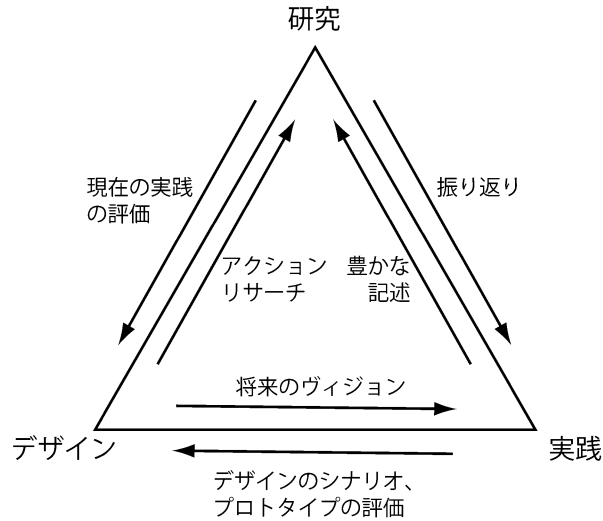 研究
現在の実践
の評価
振り返り
アクション
リサーチ
豊かな
記述
将来のヴィジョン
デザイン
実践
デザインのシナリオ、
プロトタイプの評価